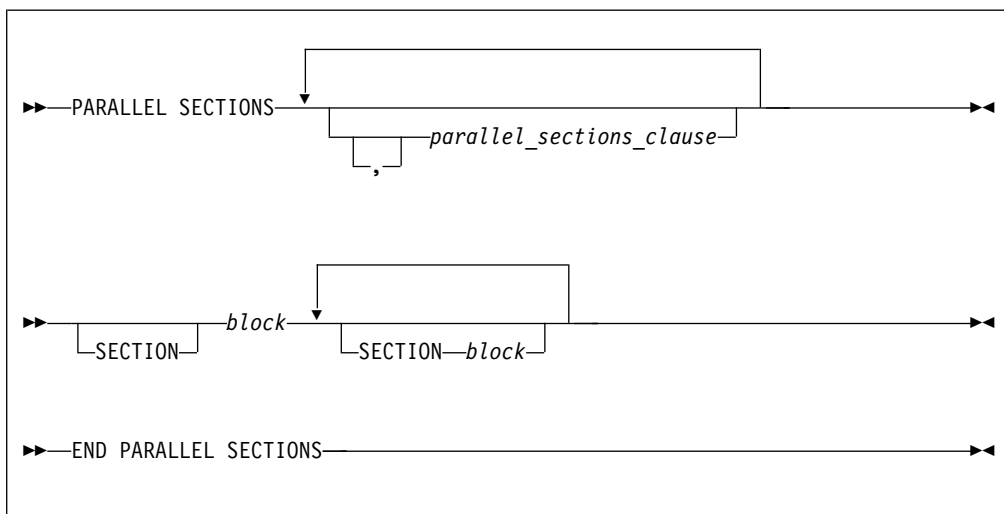 PARALLEL SECTIONS
parallel_sections_clause
,
block
SECTION
SECTION block
END PARALLEL SECTIONS